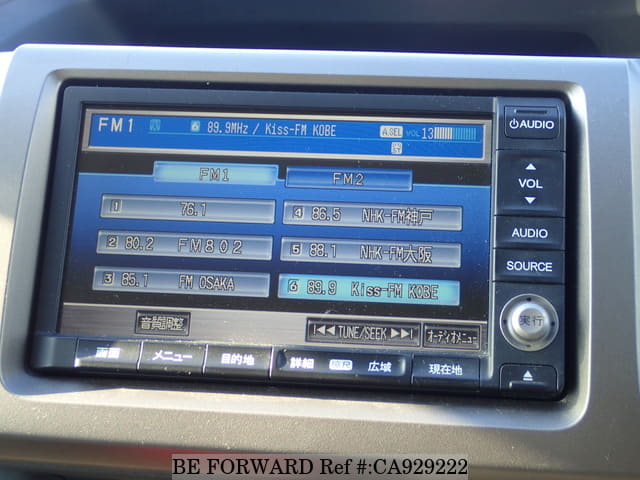 FM1 6 89.9MHz / Kiss-FM KOBE A.SEL VOL 13
FM1 FM2
1 76.1
2 80.2 FM802
3 85.1 FM OSAKA
4 86.5 NHK-FM神戸
5 88.1 NHK-FM大阪
6 89.9 Kiss-FM KOBE
音質調整 TUNE/SEEK オーディオメニュー
画面 メニュー 目的地 詳細 広域 現在地
AUDIO
VOL
AUDIO
SOURCE
実行
BE FORWARD Ref #:CA929222